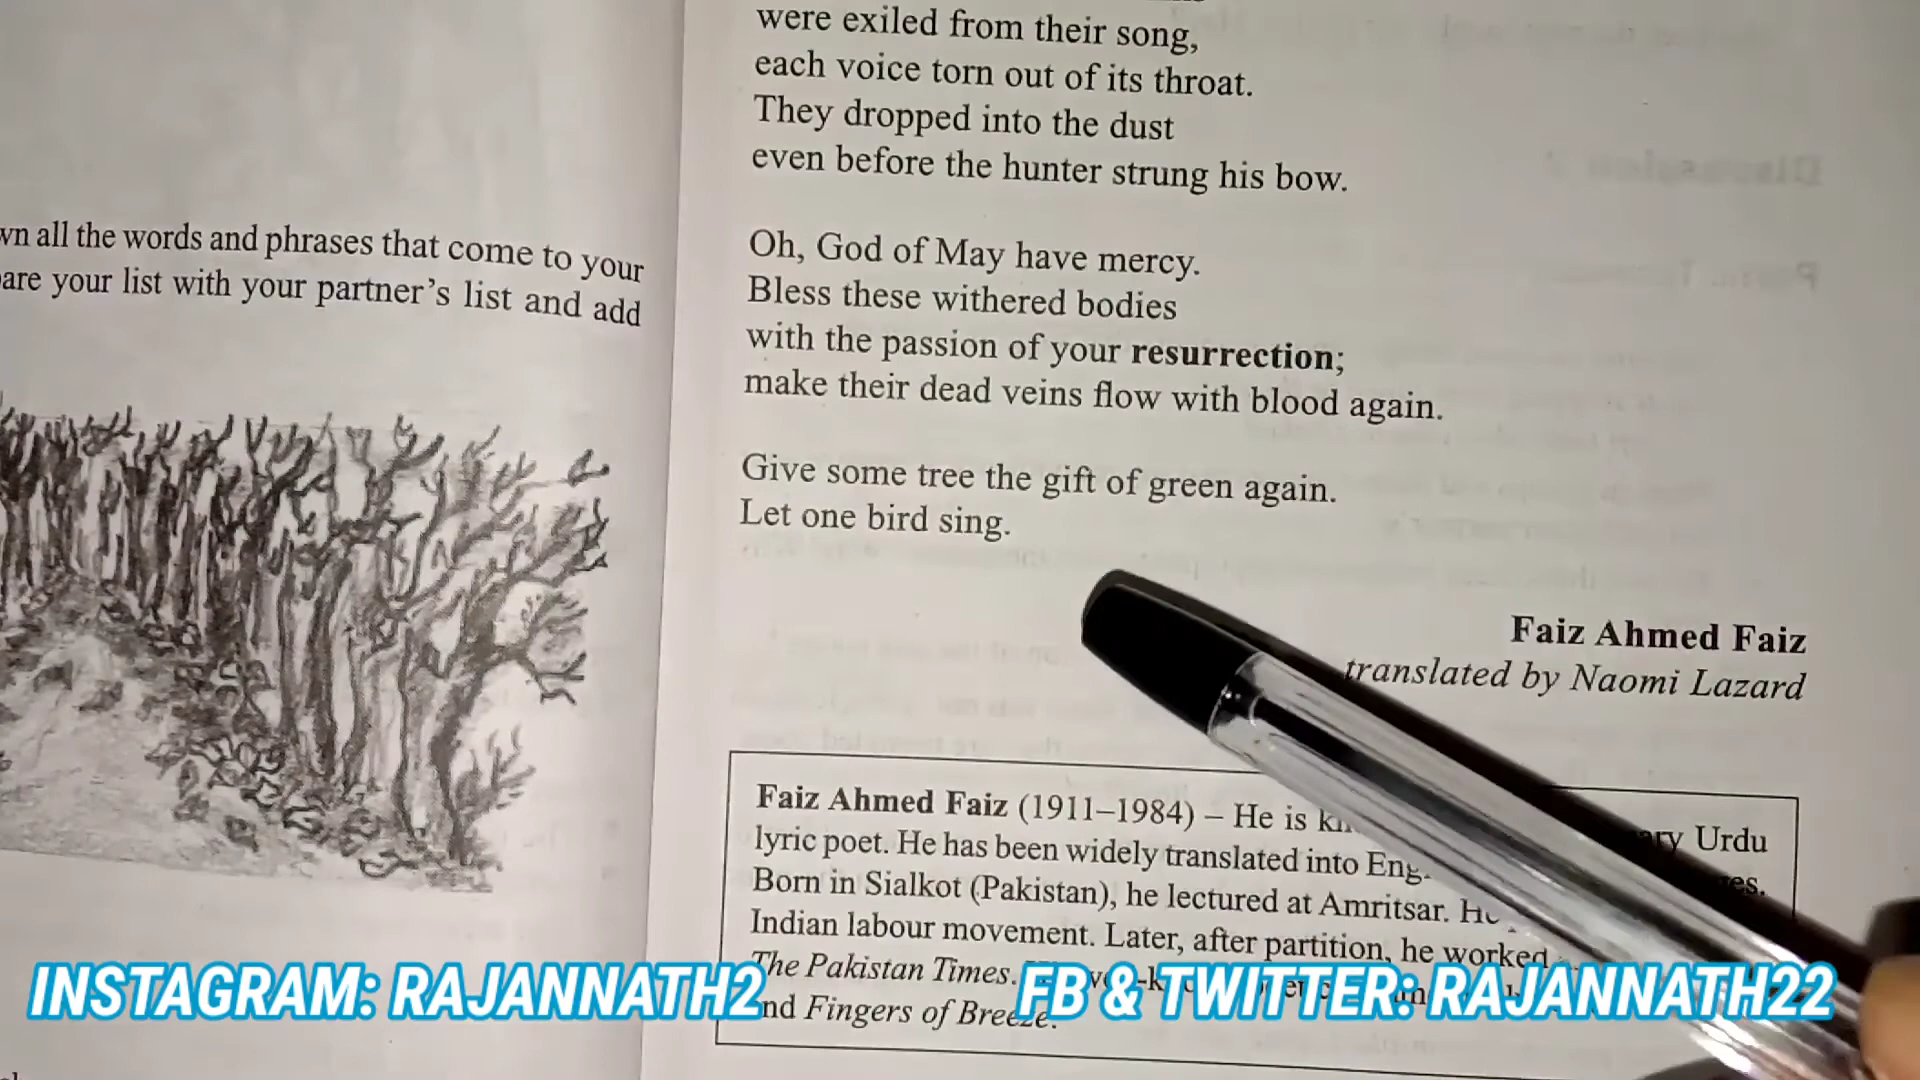 wn all the words and phrases that come to your
pare your list with your partner's list and add
were exiled from their song,
each voice torn out of its throat.
They dropped into the dust
even before the hunter strung his bow.
Oh, God of May have mercy.
Bless these withered bodies
with the passion of your resurrection;
make their dead veins flow with blood again.
Give some tree the gift of green again.
Let one bird sing.
Faiz Ahmed Faiz
translated by Naomi Lazard
Faiz Ahmed Faiz (1911–1984) – He is Urdu
lyric poet. He has been widely translated into
Born in Sialkot (Pakistan), he lectured at Amritsar. He
Indian labour movement. Later, after partition, he worked
The Pakistan Times.
and Fingers of Breeze.
INSTAGRAM: RAJANNATH2
FB & TWITTER: RAJANNATH22